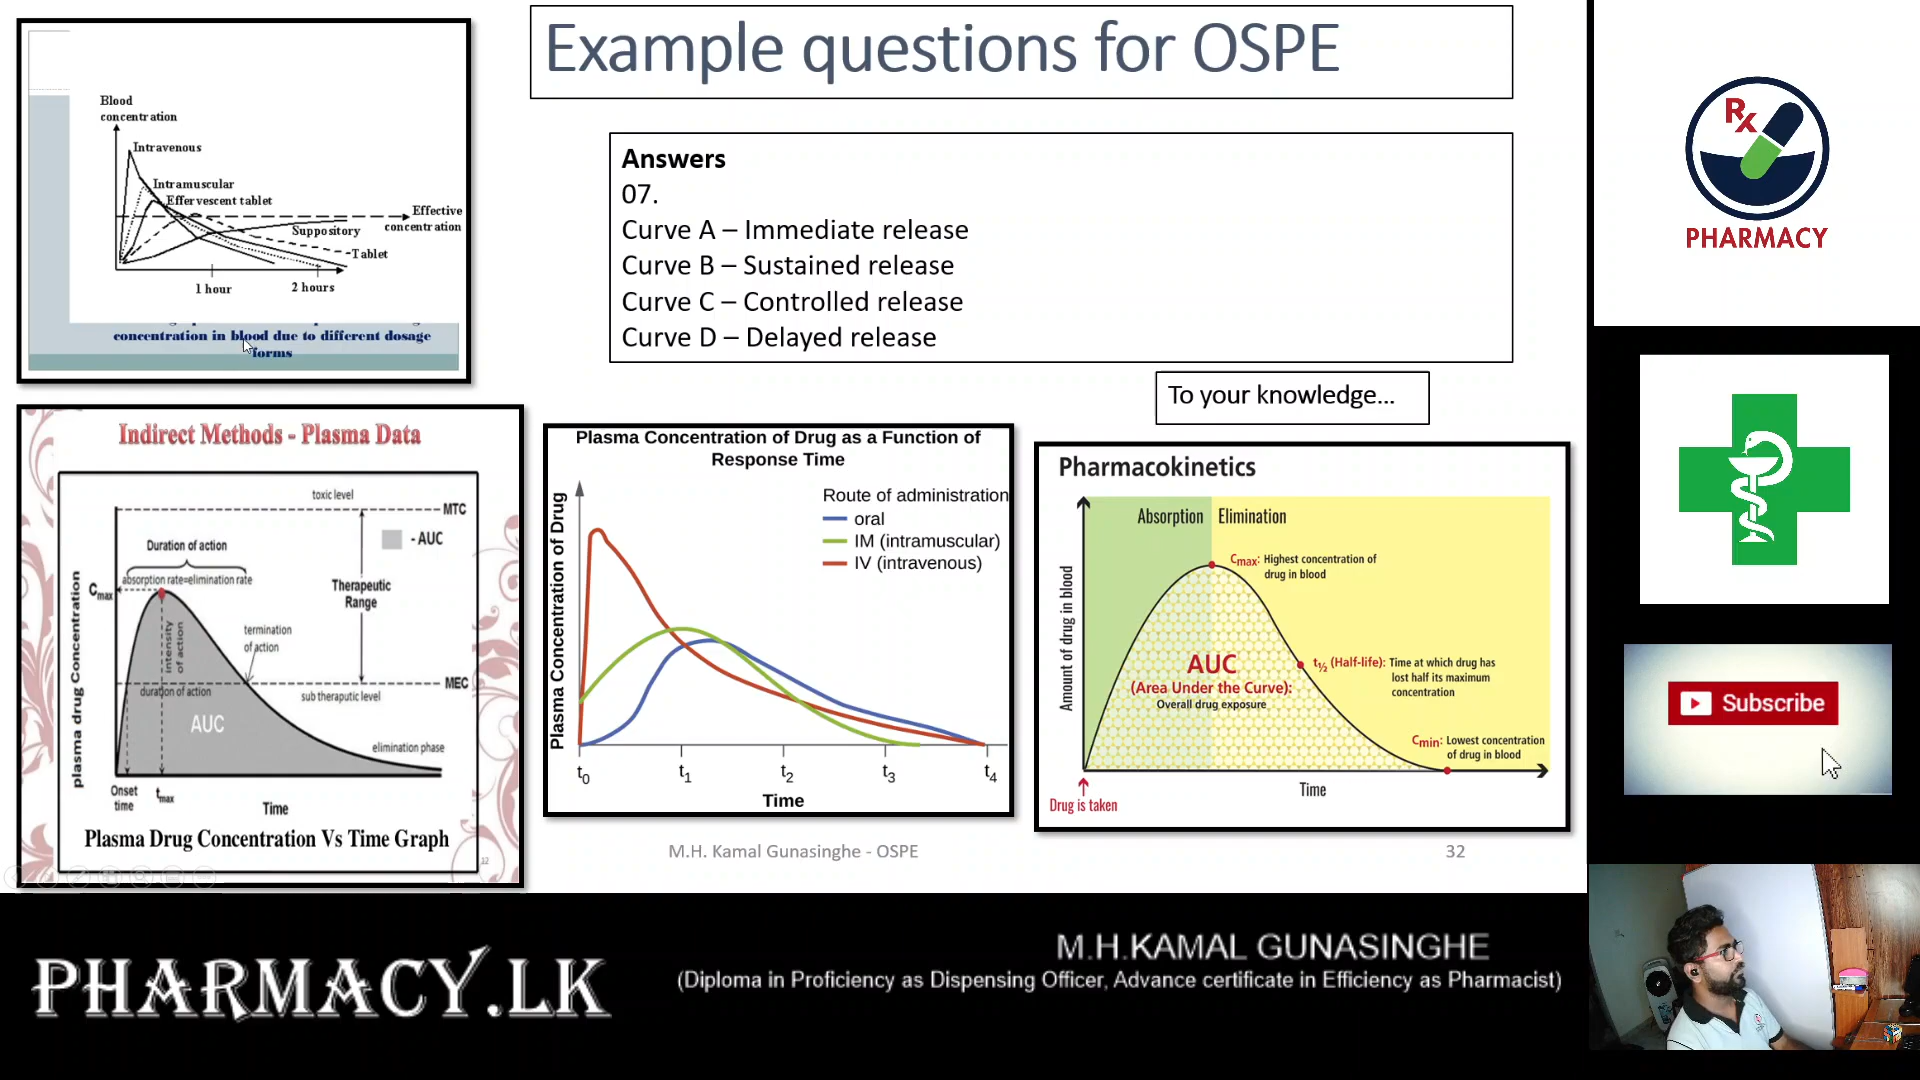 Example questions for OSPE
Blood
concentration
Intravenous
Intramuscular
Effervescent tablet
Effective
concentration
Suppository
Tablet
1 hour
2 hours
concentration in blood due to different dosage
forms
Answers
07.
Curve A – Immediate release
Curve B – Sustained release
Curve C – Controlled release
Curve D – Delayed release
To your knowledge...
Indirect Methods - Plasma Data
toxic level
MTC
- AUC
Duration of action
absorption rate=elimination rate
Cmax
Therapeutic
Range
intensity
of action
termination
of action
duration of action
MEC
sub theraputic level
AUC
elimination phase
plasma drug Concentration
Onset
time
tmax
Time
Plasma Drug Concentration Vs Time Graph
12
Plasma Concentration of Drug as a Function of
Response Time
Route of administration
oral
IM (intramuscular)
IV (intravenous)
Plasma Concentration of Drug
t0
t1
t2
t3
t4
Time
Pharmacokinetics
Absorption
Elimination
Cmax: Highest concentration of
drug in blood
Amount of drug in blood
AUC
(Area Under the Curve):
Overall drug exposure
t½ (Half-life): Time at which drug has
lost half its maximum
concentration
Cmin: Lowest concentration
of drug in blood
Time
Drug is taken
M.H. Kamal Gunasinghe - OSPE
32
Rx
PHARMACY
Subscribe
PHARMACY.LK
M.H.KAMAL GUNASINGHE
(Diploma in Proficiency as Dispensing Officer, Advance certificate in Efficiency as Pharmacist)